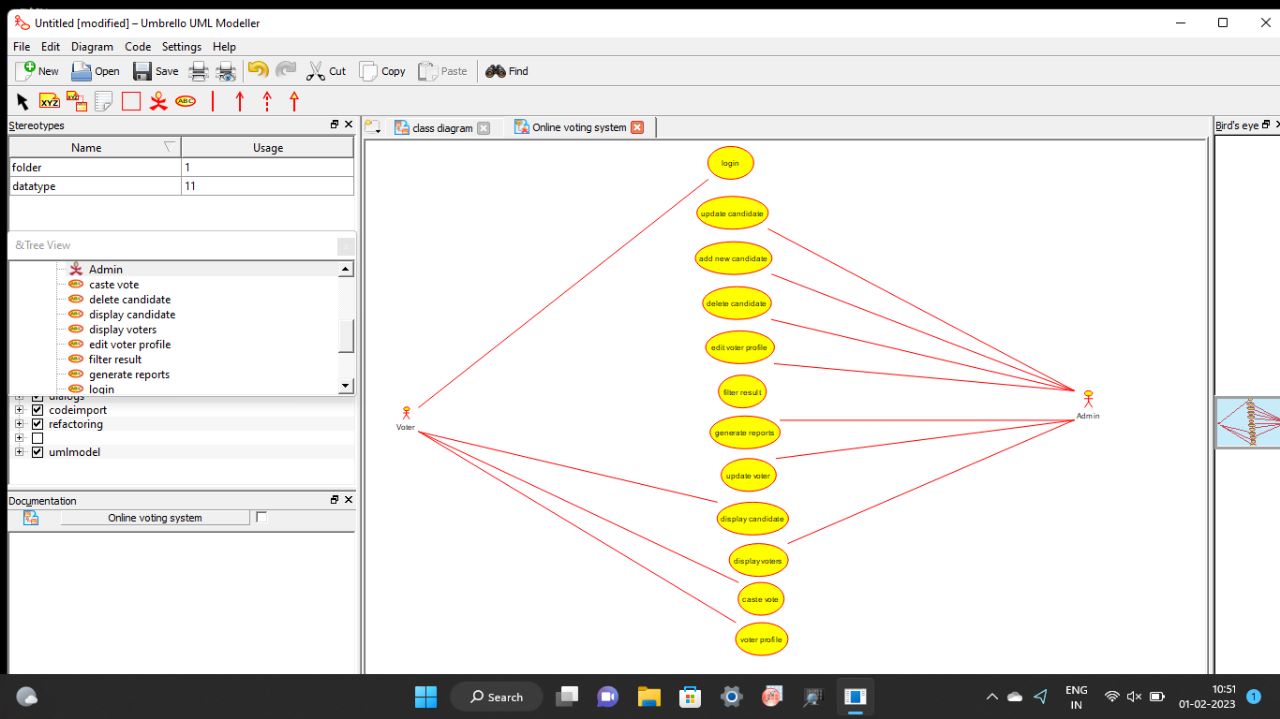 Untitled [modified] – Umbrello UML Modeller
File Edit Diagram Code Settings Help
New Open Save Cut Copy Paste Find
XYZ XYZ ABC
Stereotypes
Name Usage
folder 1
datatype 11
&Tree View
Admin
caste vote
delete candidate
display candidate
display voters
edit voter profile
filter result
generate reports
login
dialogs
codeimport
refactoring
umlmodel
Documentation
Online voting system
class diagram Online voting system
login
update candidate
add new candidate
delete candidate
edit voter profile
filter result
generate reports
update voter
display candidate
display voters
caste vote
voter profile
Voter
Admin
Bird's eye
Search
ENG
IN
10:51
01-02-2023
1